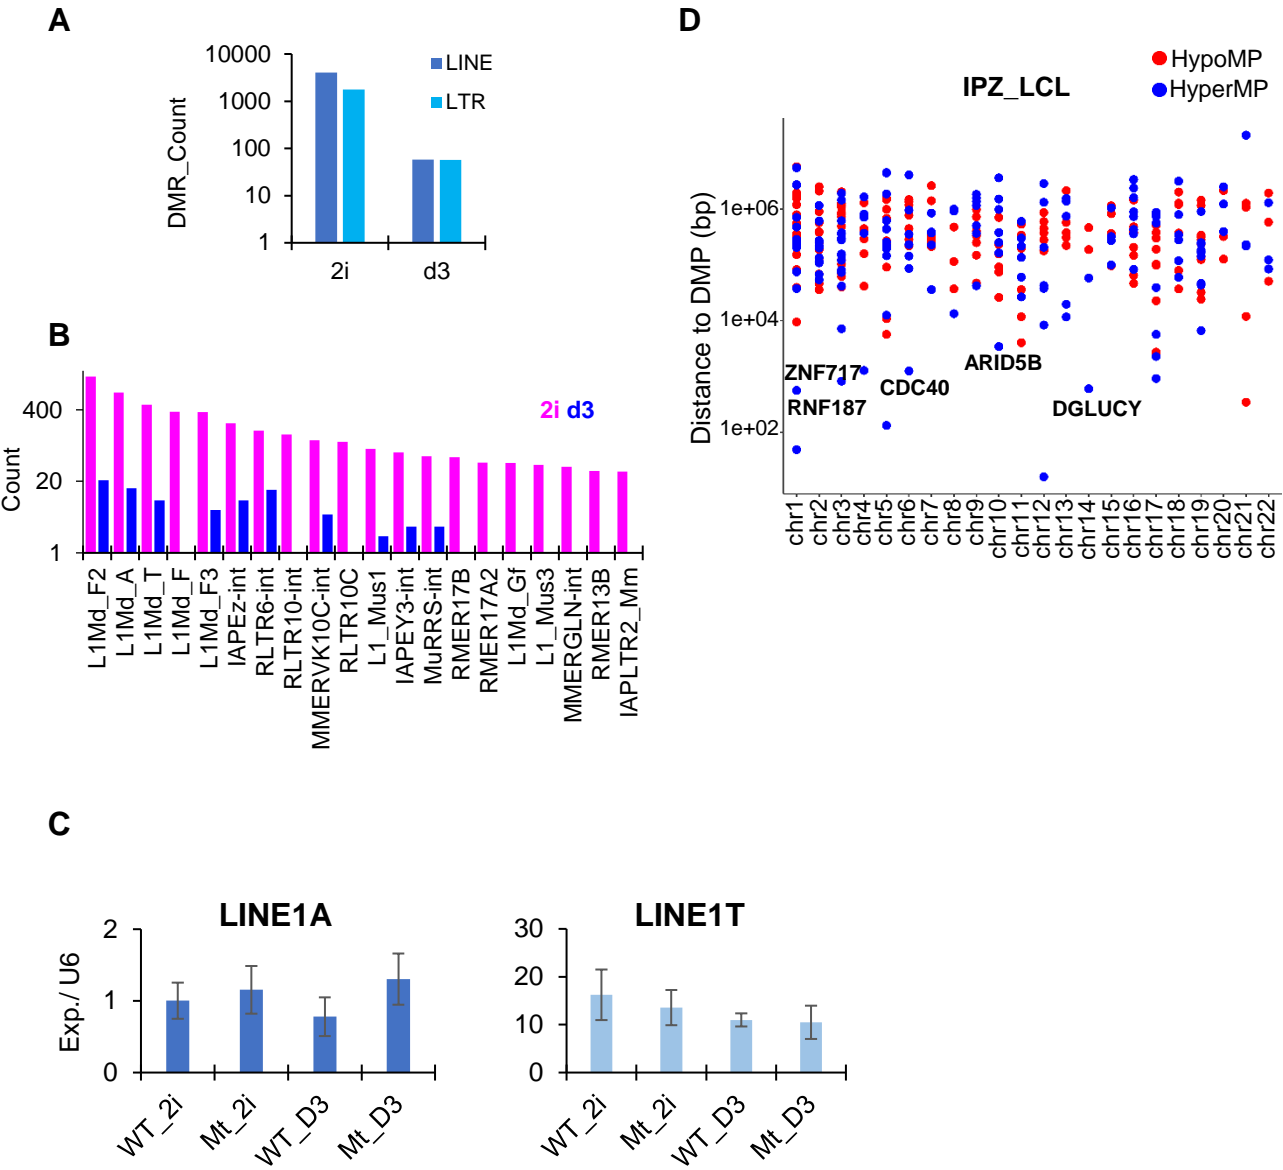 A
10000
1000
100
10
1
DMR_Count
LINE
LTR
2i
d3
B
400
20
1
Count
2i d3
L1Md_F2
L1Md_A
L1Md_T
L1Md_F
L1Md_F3
IAPEz-int
RLTR6-int
RLTR10-int
MMERVK10C-int
RLTR10C
L1_Mus1
IAPEY3-int
MuRRS-int
RMER17B
RMER17A2
L1Md_Gf
L1_Mus3
MMERGLN-int
RMER13B
IAPLTR2_Mm
C
LINE1A
2
1
0
Exp./ U6
WT_2i
Mt_2i
WT_D3
Mt_D3
LINE1T
30
20
10
0
WT_2i
Mt_2i
WT_D3
Mt_D3
D
HypoMP
HyperMP
IPZ_LCL
Distance to DMP (bp)
1e+06
1e+04
1e+02
ZNF717
RNF187
CDC40
ARID5B
DGLUCY
chr1
chr2
chr3
chr4
chr5
chr6
chr7
chr8
chr9
chr10
chr11
chr12
chr13
chr14
chr15
chr16
chr17
chr18
chr19
chr20
chr21
chr22